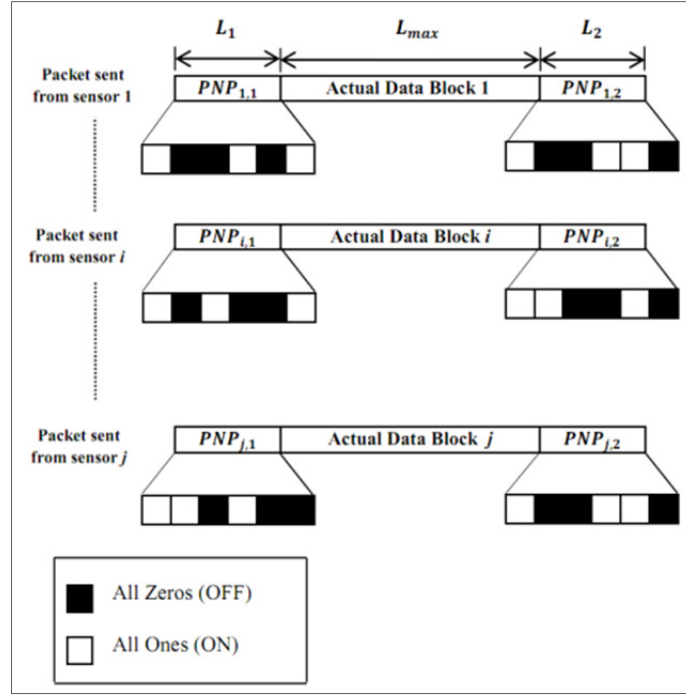 L₁ Lₘₐₓ L₂
Packet sent
from sensor 1
PNP₁,₁ Actual Data Block 1 PNP₁,₂
Packet sent
from sensor i
PNPᵢ,₁ Actual Data Block i PNPᵢ,₂
Packet sent
from sensor j
PNPⱼ,₁ Actual Data Block j PNPⱼ,₂
All Zeros (OFF)
All Ones (ON)